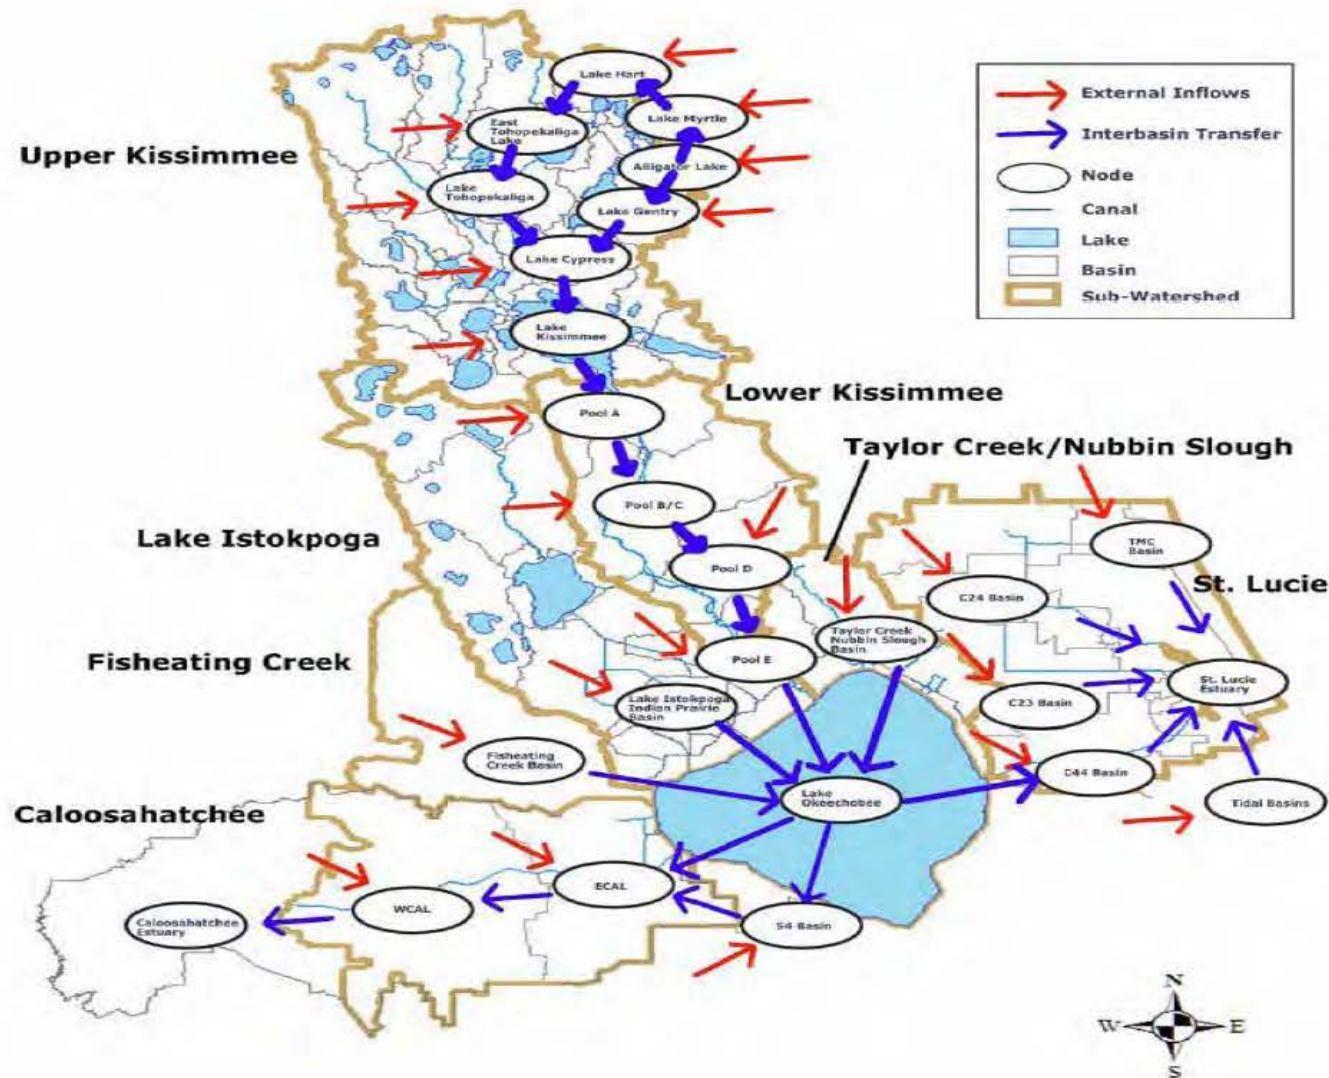 Lake Hart
External Inflows
East
Tohopekaliga
Lake
Lake Myrtle
Interbasin Transfer
Upper Kissimmee
Alligator Lake
Node
Lake
Tohopekaliga
Lake Gentry
Canal
Lake
Lake Cypress
Basin
Sub-Watershed
Lake
Kissimmee
Lower Kissimmee
Pool A
Taylor Creek/Nubbin Slough
Pool B/C
Lake Istokpoga
TMC
Basin
Pool D
St. Lucie
C24 Basin
Taylor Creek
Nubbin Slough
Basin
Fisheating Creek
Pool E
St. Lucie
Estuary
Lake Istokpoga
Indian Prairie
Basin
C23 Basin
Fisheating
Creek Basin
C44 Basin
Lake
Okeechobee
Tidal Basins
Caloosahatchee
ECAL
WCAL
Caloosahatchee
Estuary
S4 Basin
N
W
E
S